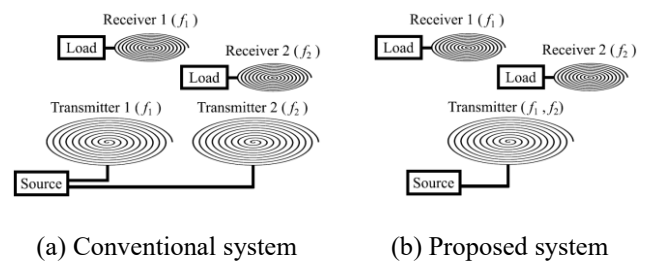 Receiver 1 (f₁)
Load
Receiver 2 (f₂)
Load
Transmitter 1 (f₁)
Transmitter 2 (f₂)
Source
(a) Conventional system
Receiver 1 (f₁)
Load
Receiver 2 (f₂)
Load
Transmitter (f₁ ,f₂)
Source
(b) Proposed system